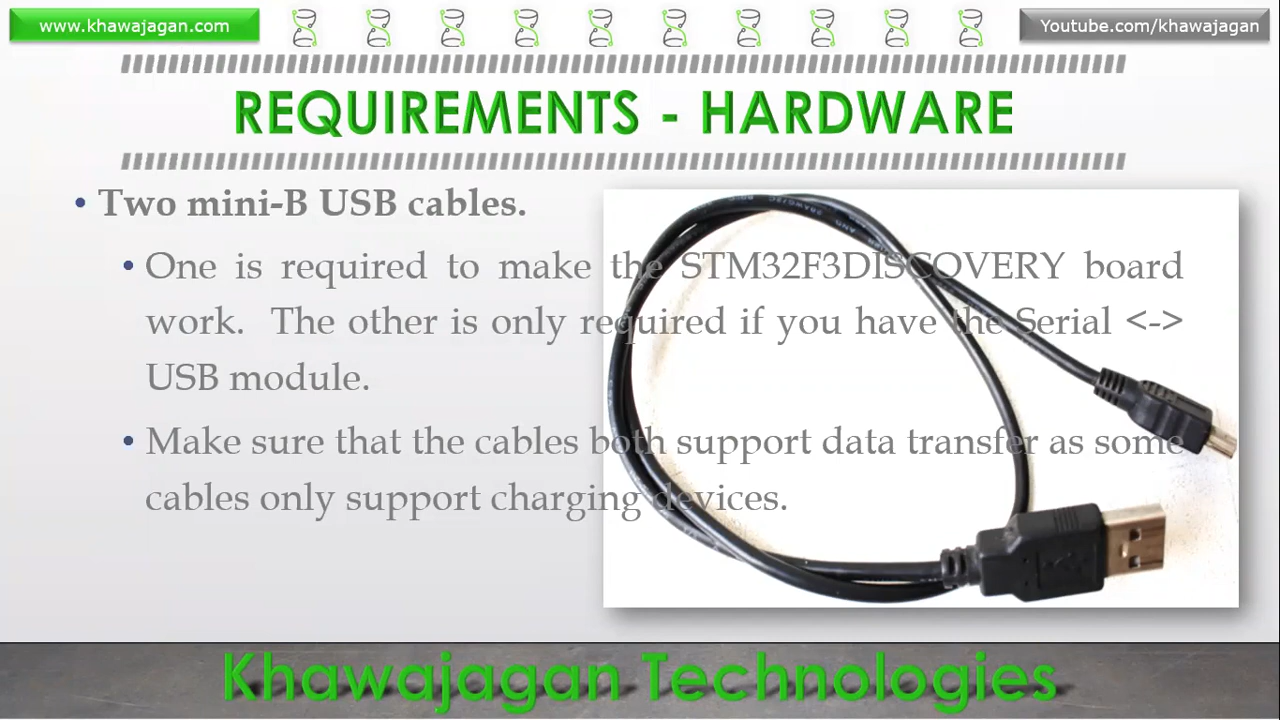 www.khawajagan.com
Youtube.com/khawajagan
REQUIREMENTS - HARDWARE
• Two mini-B USB cables.
• One is required to make the STM32F3DISCOVERY board
work. The other is only required if you have the Serial <->
USB module.
• Make sure that the cables both support data transfer as some
cables only support charging devices.
Khawajagan Technologies